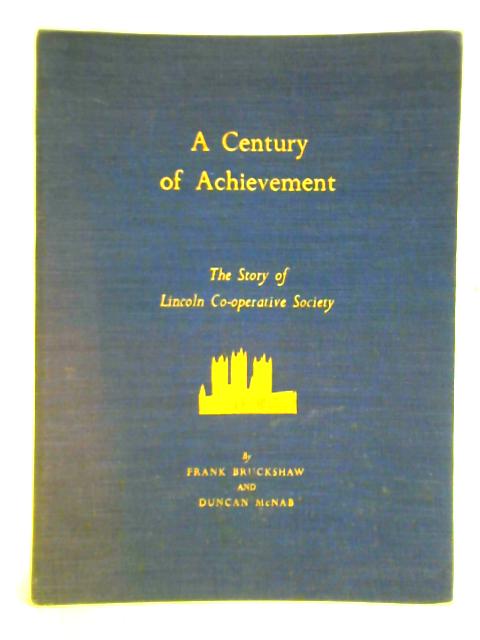 A Century
of Achievement
The Story of
Lincoln Co-operative Society
By
FRANK BRUCKSHAW
AND
DUNCAN McNAB